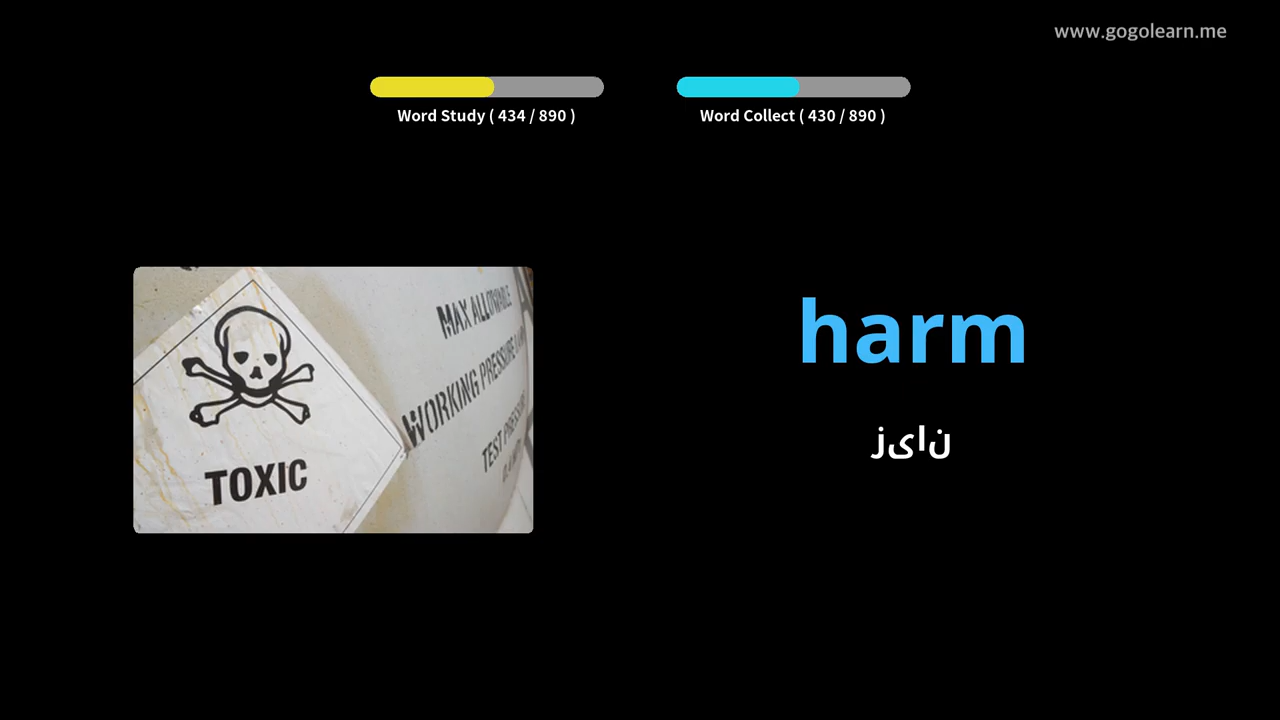 www.gogolearn.me
Word Study ( 434 / 890 )
Word Collect ( 430 / 890 )
TOXIC
MAX ALLOWABLE
WORKING PRESSURE
TEST PRESSURE
harm
زیان